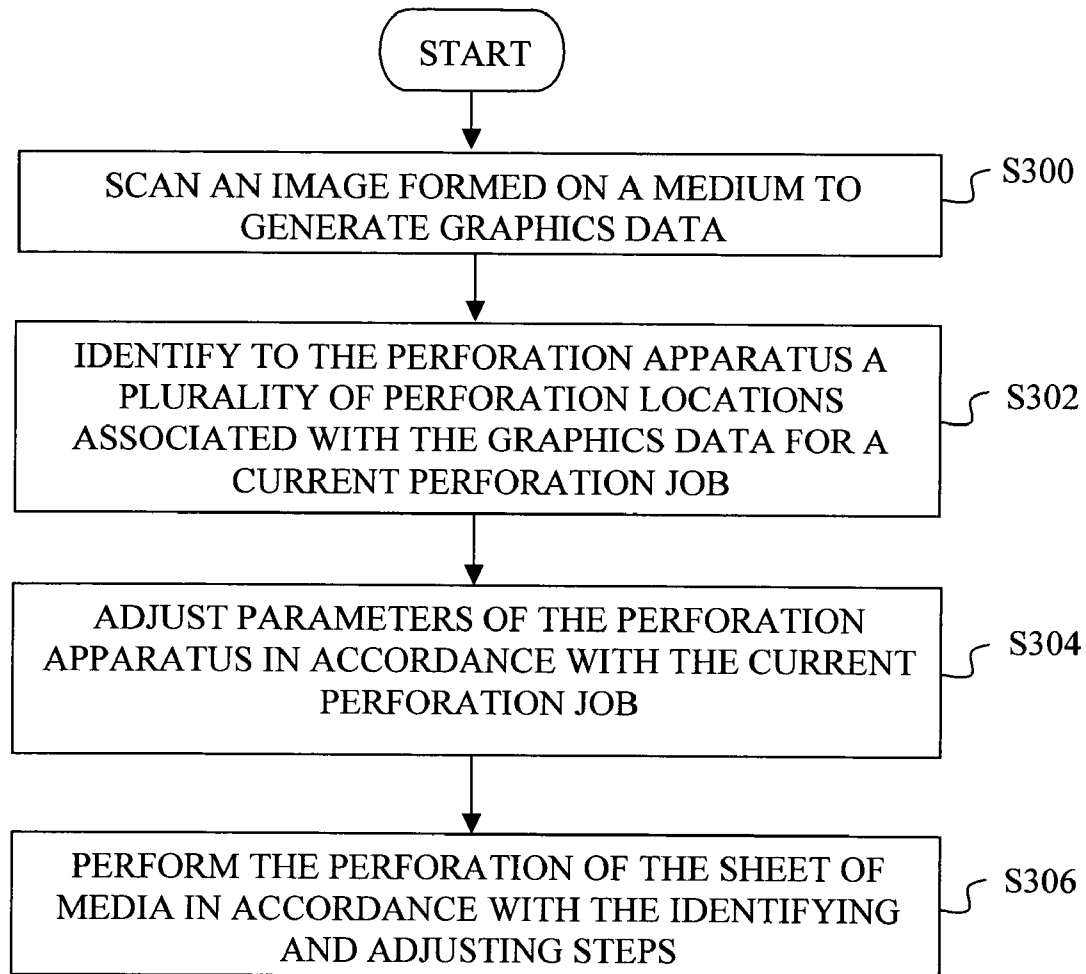 START
SCAN AN IMAGE FORMED ON A MEDIUM TO
GENERATE GRAPHICS DATA
S300
IDENTIFY TO THE PERFORATION APPARATUS A
PLURALITY OF PERFORATION LOCATIONS
ASSOCIATED WITH THE GRAPHICS DATA FOR A
CURRENT PERFORATION JOB
S302
ADJUST PARAMETERS OF THE PERFORATION
APPARATUS IN ACCORDANCE WITH THE CURRENT
PERFORATION JOB
S304
PERFORM THE PERFORATION OF THE SHEET OF
MEDIA IN ACCORDANCE WITH THE IDENTIFYING
AND ADJUSTING STEPS
S306